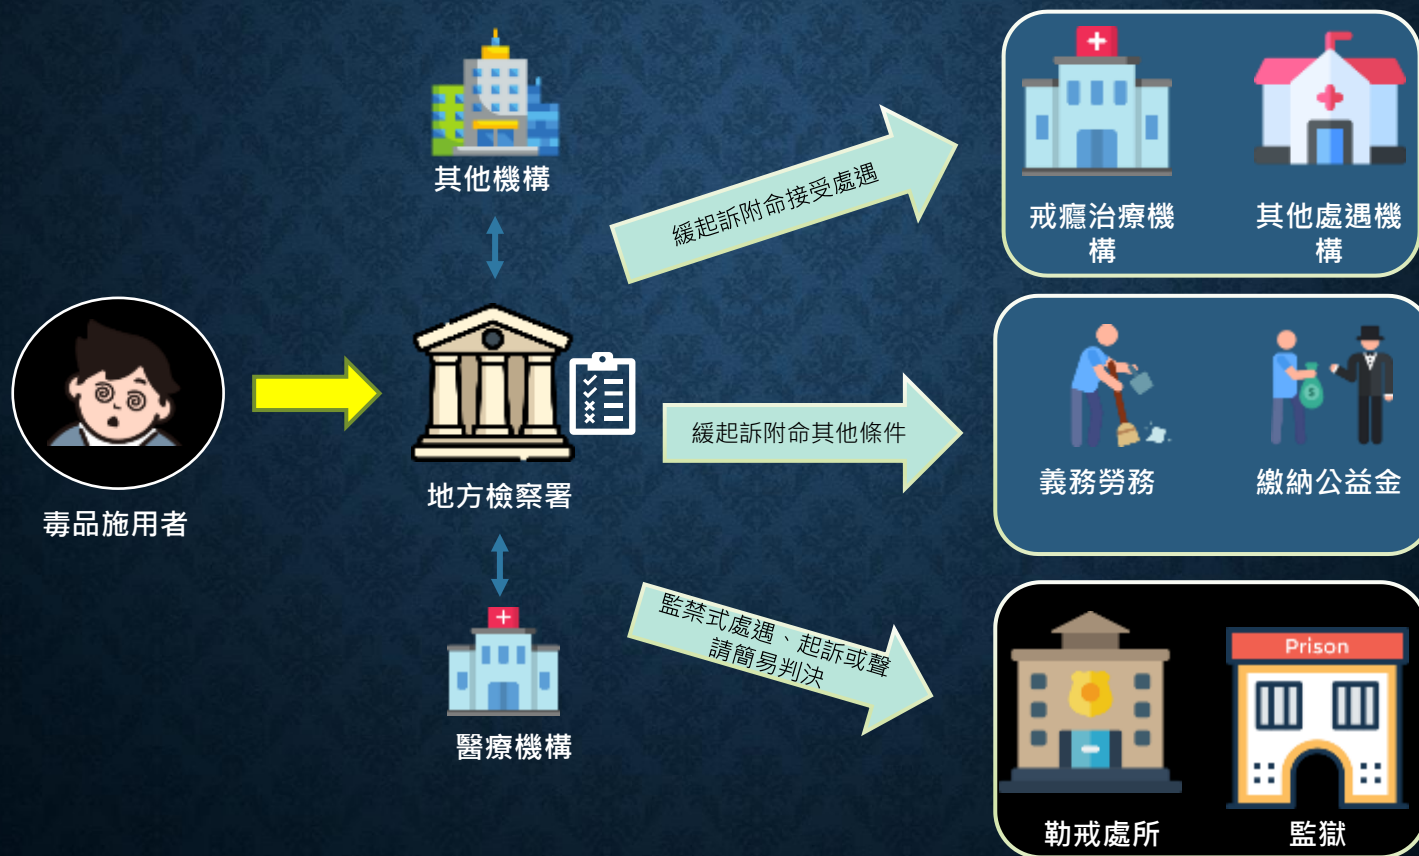 其他機構
緩起訴附命接受處遇
戒癮治療機
構
其他處遇機
構
毒品施用者
地方檢察署
緩起訴附命其他條件
義務勞務
繳納公益金
醫療機構
監禁式處遇、起訴或聲
請簡易判決
Prison
勒戒處所
監獄